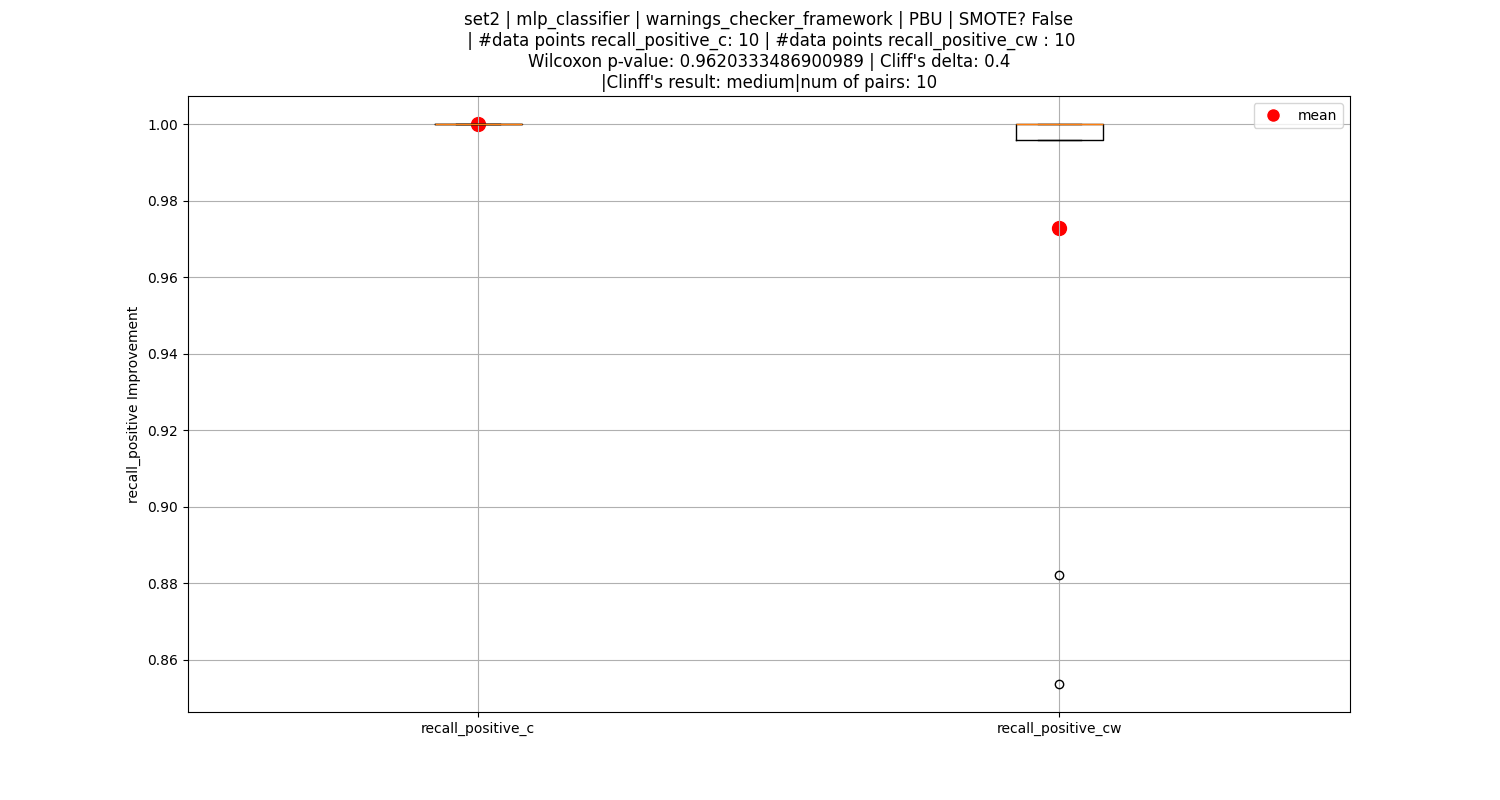 set2 | mlp_classifier | warnings_checker_framework | PBU | SMOTE? False
| #data points recall_positive_c: 10 | #data points recall_positive_cw : 10
Wilcoxon p-value: 0.9620333486900989 | Cliff's delta: 0.4
|Clinff's result: medium|num of pairs: 10
mean
1.00
0.98
0.96
0.94
0.92
0.90
0.88
0.86
recall_positive Improvement
recall_positive_c
recall_positive_cw